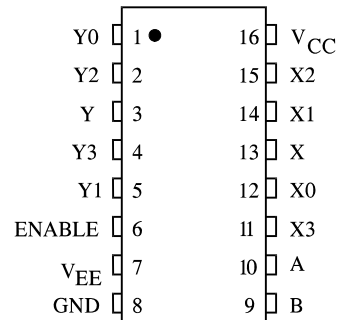 Y0 1 16 VCC
Y2 2 15 X2
Y 3 14 X1
Y3 4 13 X
Y1 5 12 X0
ENABLE 6 11 X3
VEE 7 10 A
GND 8 9 B